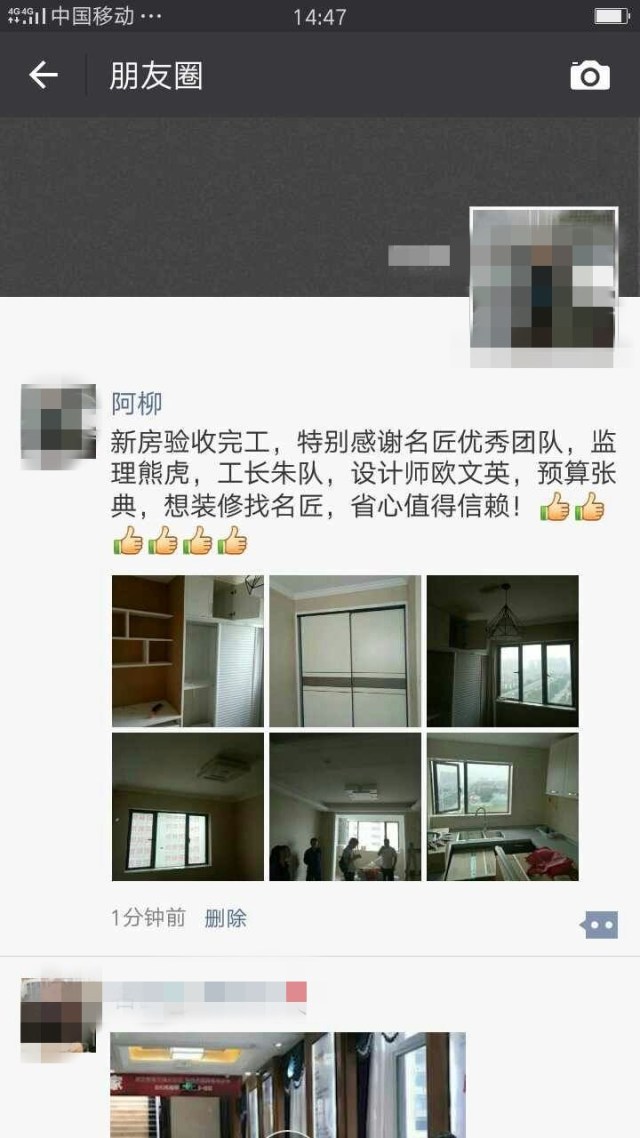 4G 4G 中国移动 ··· 14:47
朋友圈
阿柳
新房验收完工，特别感谢名匠优秀团队，监
理熊虎，工长朱队，设计师欧文英，预算张
典，想装修找名匠，省心值得信赖！👍👍
👍👍👍👍
1分钟前 删除
家